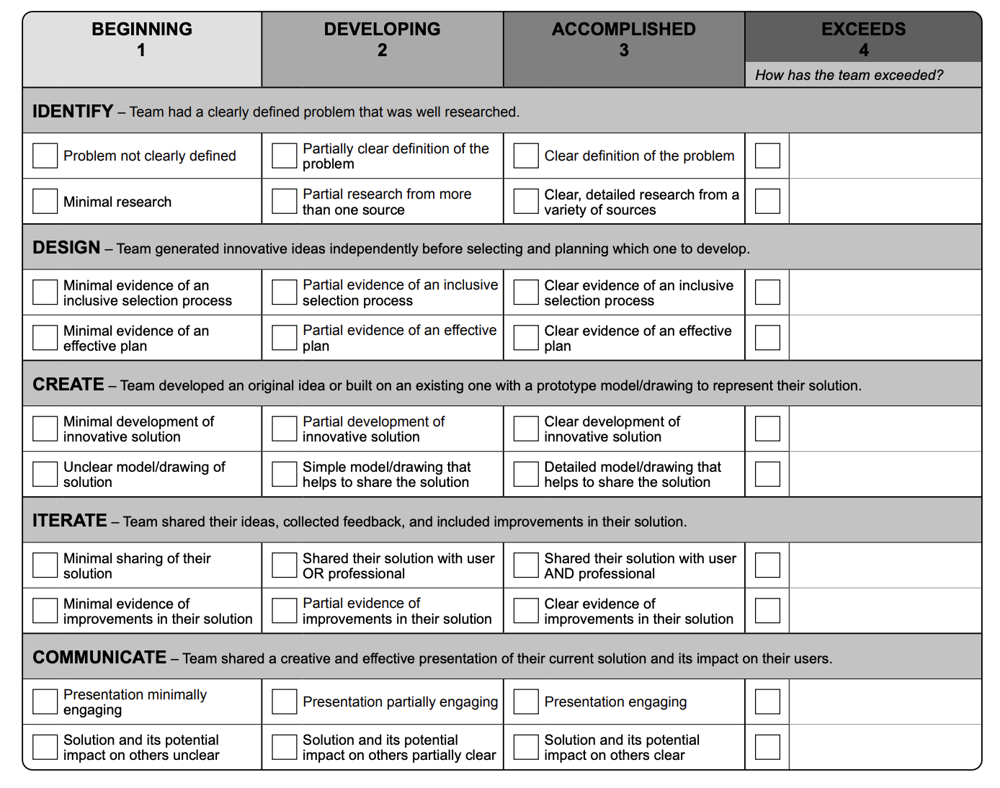 BEGINNING
1
DEVELOPING
2
ACCOMPLISHED
3
EXCEEDS
4
How has the team exceeded?
IDENTIFY – Team had a clearly defined problem that was well researched.
Problem not clearly defined
Partially clear definition of the
problem
Clear definition of the problem
Minimal research
Partial research from more
than one source
Clear, detailed research from a
variety of sources
DESIGN – Team generated innovative ideas independently before selecting and planning which one to develop.
Minimal evidence of an
inclusive selection process
Partial evidence of an inclusive
selection process
Clear evidence of an inclusive
selection process
Minimal evidence of an
effective plan
Partial evidence of an effective
plan
Clear evidence of an effective
plan
CREATE – Team developed an original idea or built on an existing one with a prototype model/drawing to represent their solution.
Minimal development of
innovative solution
Partial development of
innovative solution
Clear development of
innovative solution
Unclear model/drawing of
solution
Simple model/drawing that
helps to share the solution
Detailed model/drawing that
helps to share the solution
ITERATE – Team shared their ideas, collected feedback, and included improvements in their solution.
Minimal sharing of their
solution
Shared their solution with user
OR professional
Shared their solution with user
AND professional
Minimal evidence of
improvements in their solution
Partial evidence of
improvements in their solution
Clear evidence of
improvements in their solution
COMMUNICATE – Team shared a creative and effective presentation of their current solution and its impact on their users.
Presentation minimally
engaging
Presentation partially engaging
Presentation engaging
Solution and its potential
impact on others unclear
Solution and its potential
impact on others partially clear
Solution and its potential
impact on others clear